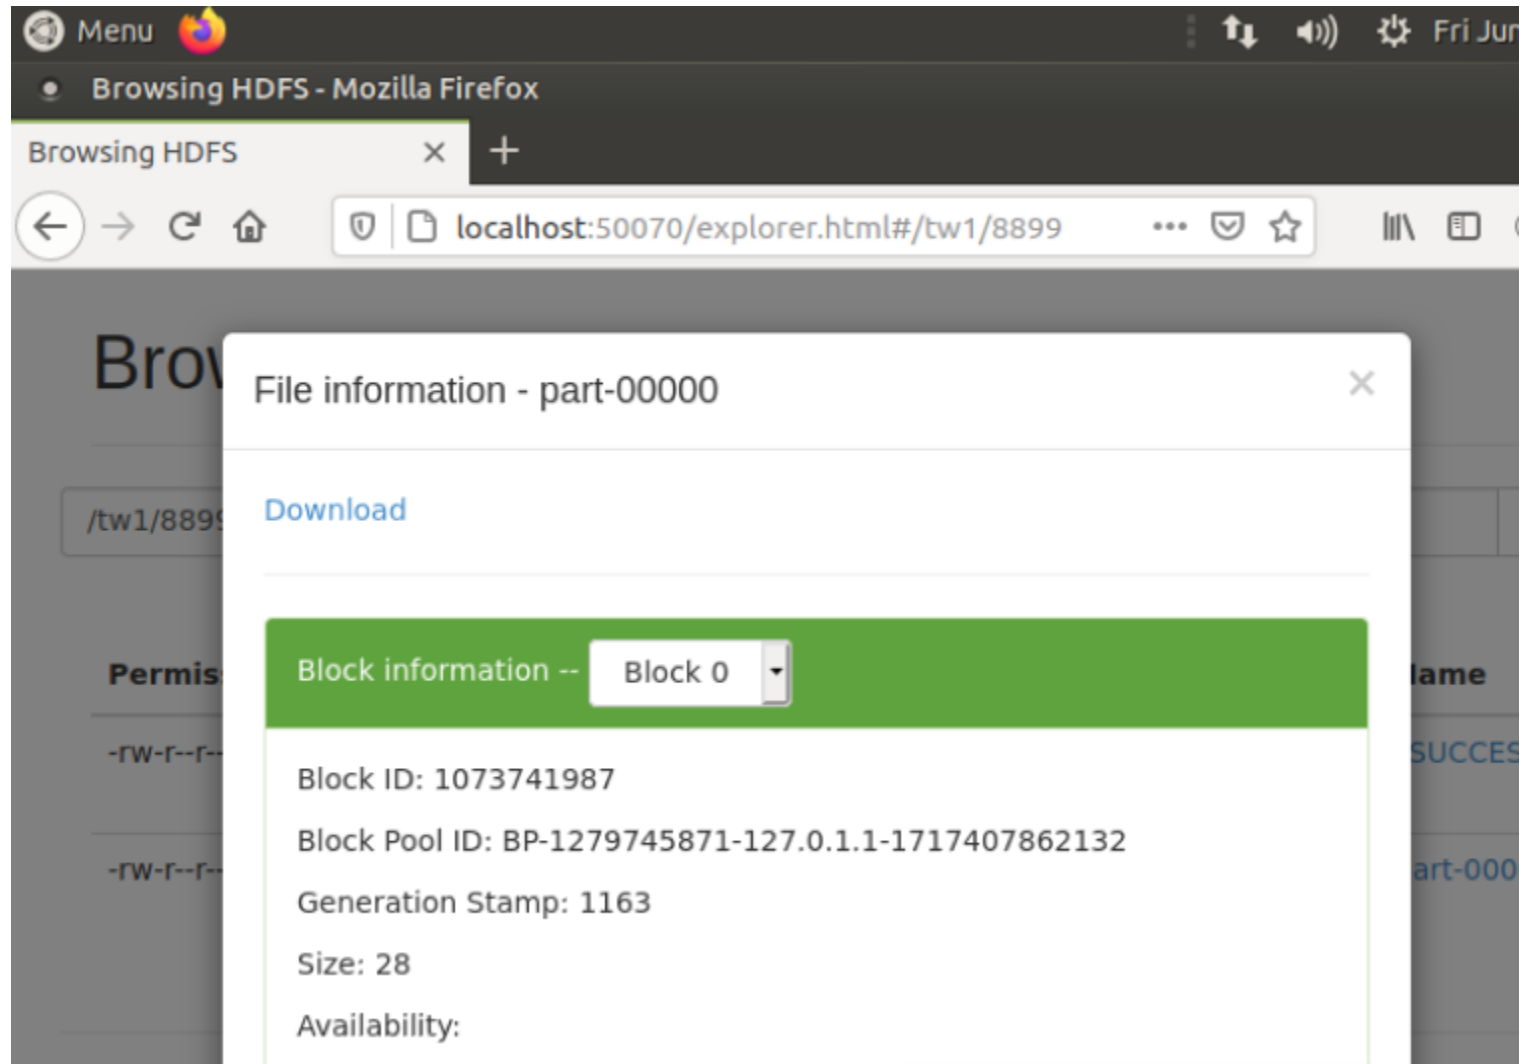 Menu Fri Jun
Browsing HDFS - Mozilla Firefox
Browsing HDFS
localhost:50070/explorer.html#/tw1/8899
Brow
File information - part-00000
Download
/tw1/8899
Block information -- Block 0
Permis
ame
-rw-r--r--
SUCCES
Block ID: 1073741987
Block Pool ID: BP-1279745871-127.0.1.1-1717407862132
-rw-r--r--
art-000
Generation Stamp: 1163
Size: 28
Availability: